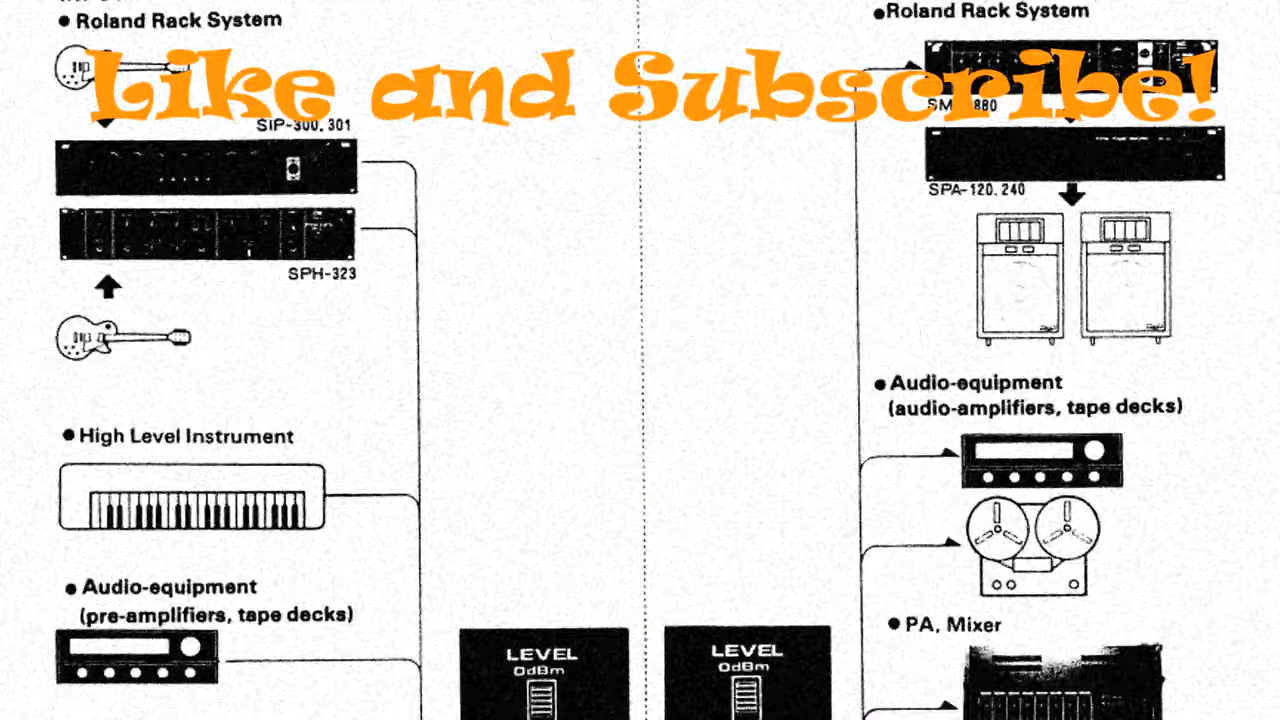 • Roland Rack System
•Roland Rack System
Like and Subscribe!
SIP-300, 301
880
SPA-120, 240
SPH-323
• Audio-equipment
(audio-amplifiers, tape decks)
• High Level Instrument
• Audio-equipment
(pre-amplifiers, tape decks)
• PA, Mixer
LEVEL
0dBm
LEVEL
0dBm